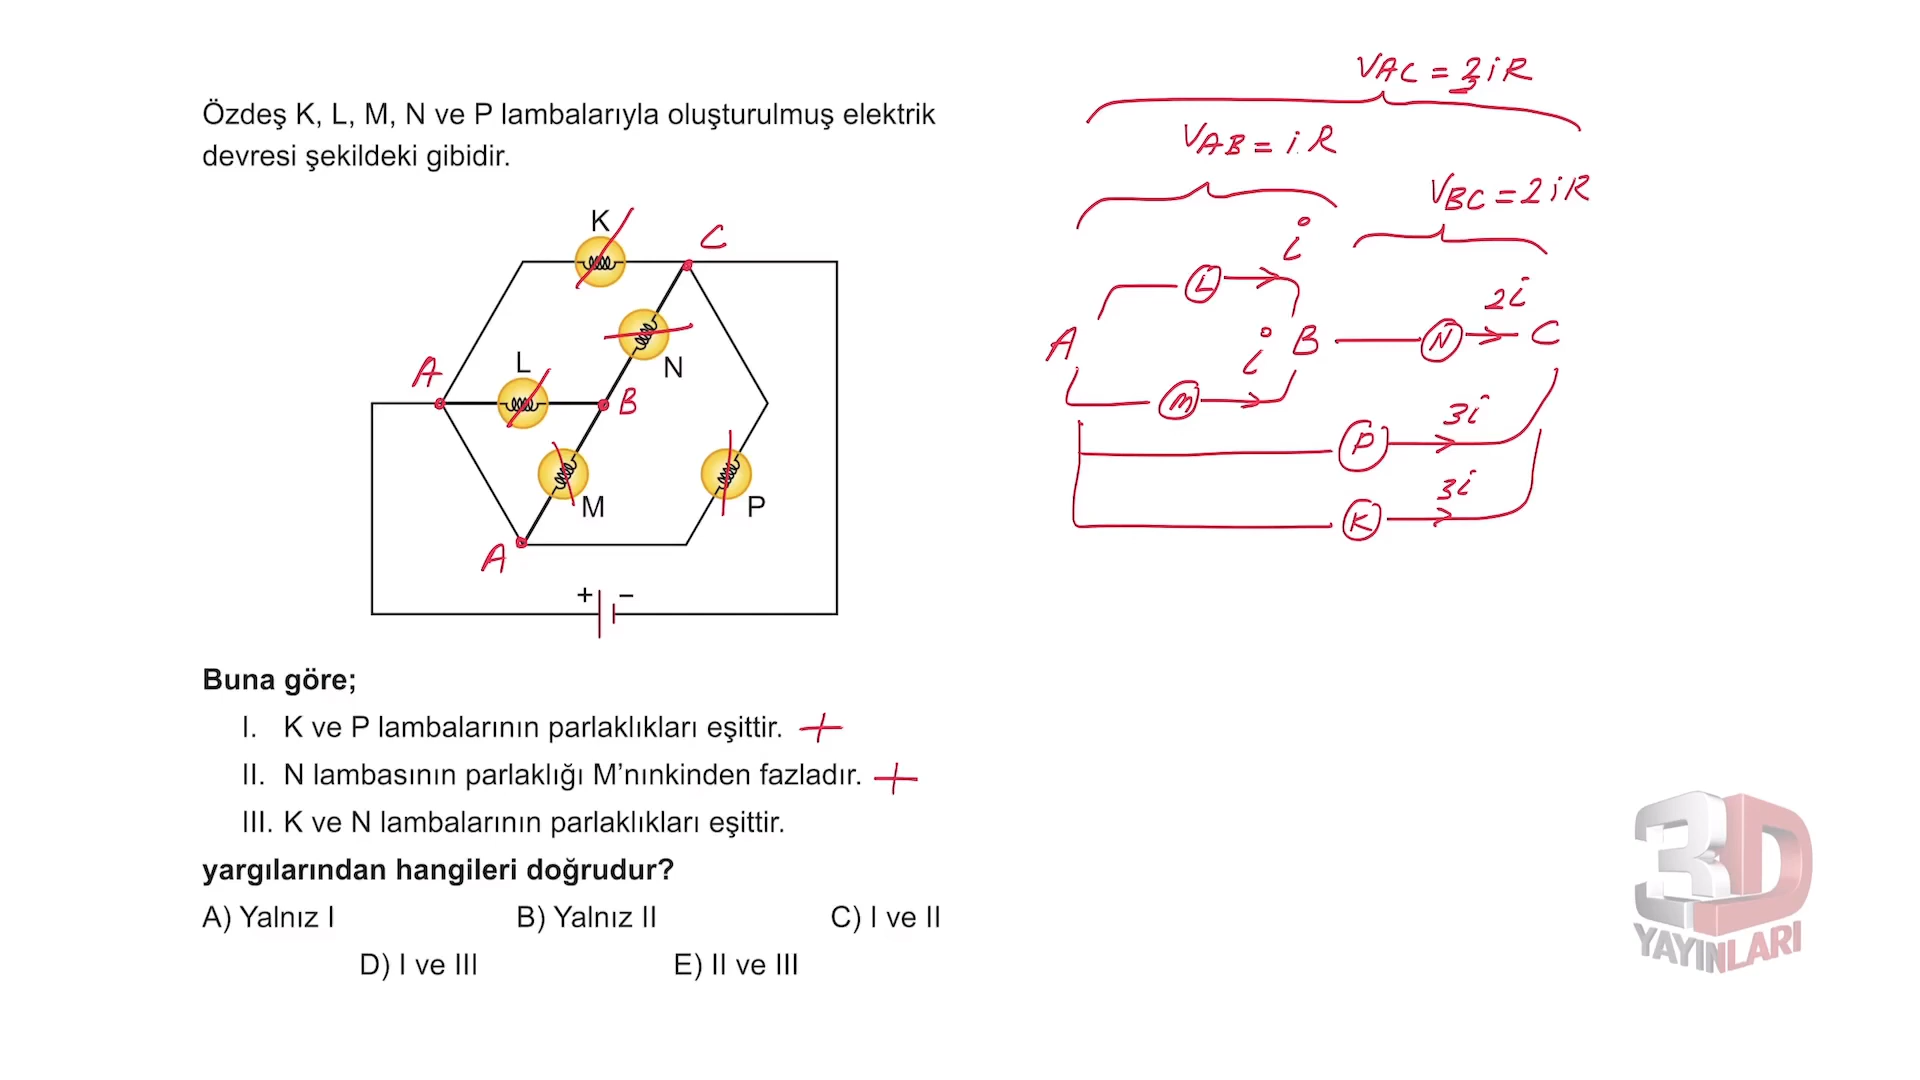 Özdeş K, L, M, N ve P lambalarıyla oluşturulmuş elektrik
devresi şekildeki gibidir.
K
C
N
L
A
B
M
P
A
+ −
Buna göre;
I. K ve P lambalarının parlaklıkları eşittir. +
II. N lambasının parlaklığı M’nınkinden fazladır. +
III. K ve N lambalarının parlaklıkları eşittir.
yargılarından hangileri doğrudur?
A) Yalnız I B) Yalnız II C) I ve II
D) I ve III E) II ve III
VAC = 3iR
VAB = iR
VBC = 2iR
i
L
2i
A i B N C
M
3i
P
3i
K
3D
YAYINLARI